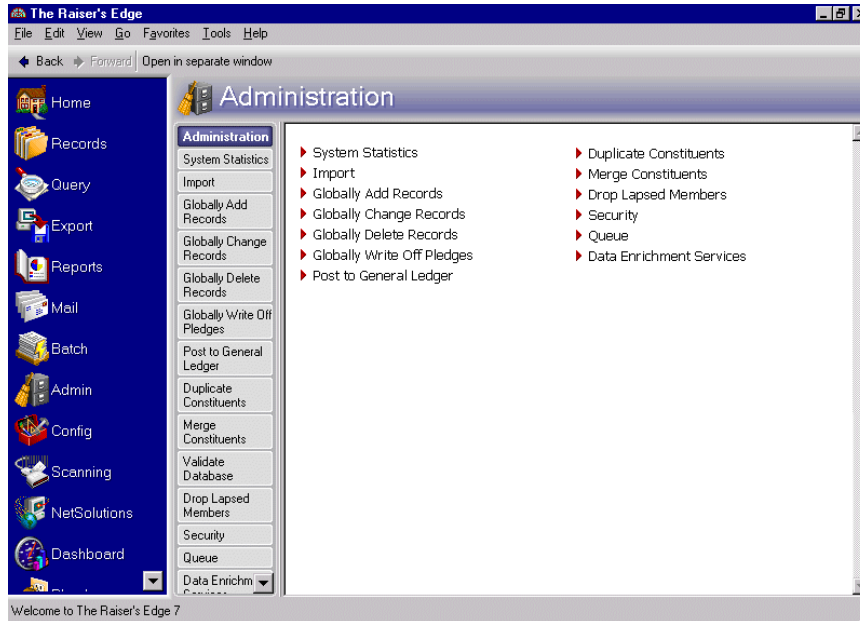 The Raiser's Edge
File Edit View Go Favorites Tools Help
Back Forward Open in separate window
Home
Records
Query
Export
Reports
Mail
Batch
Admin
Config
Scanning
NetSolutions
Dashboard
Administration
Administration
System Statistics
Import
Globally Add
Records
Globally Change
Records
Globally Delete
Records
Globally Write Off
Pledges
Post to General
Ledger
Duplicate
Constituents
Merge
Constituents
Validate
Database
Drop Lapsed
Members
Security
Queue
Data Enrichm
System Statistics
Import
Globally Add Records
Globally Change Records
Globally Delete Records
Globally Write Off Pledges
Post to General Ledger
Duplicate Constituents
Merge Constituents
Drop Lapsed Members
Security
Queue
Data Enrichment Services
Welcome to The Raiser's Edge 7